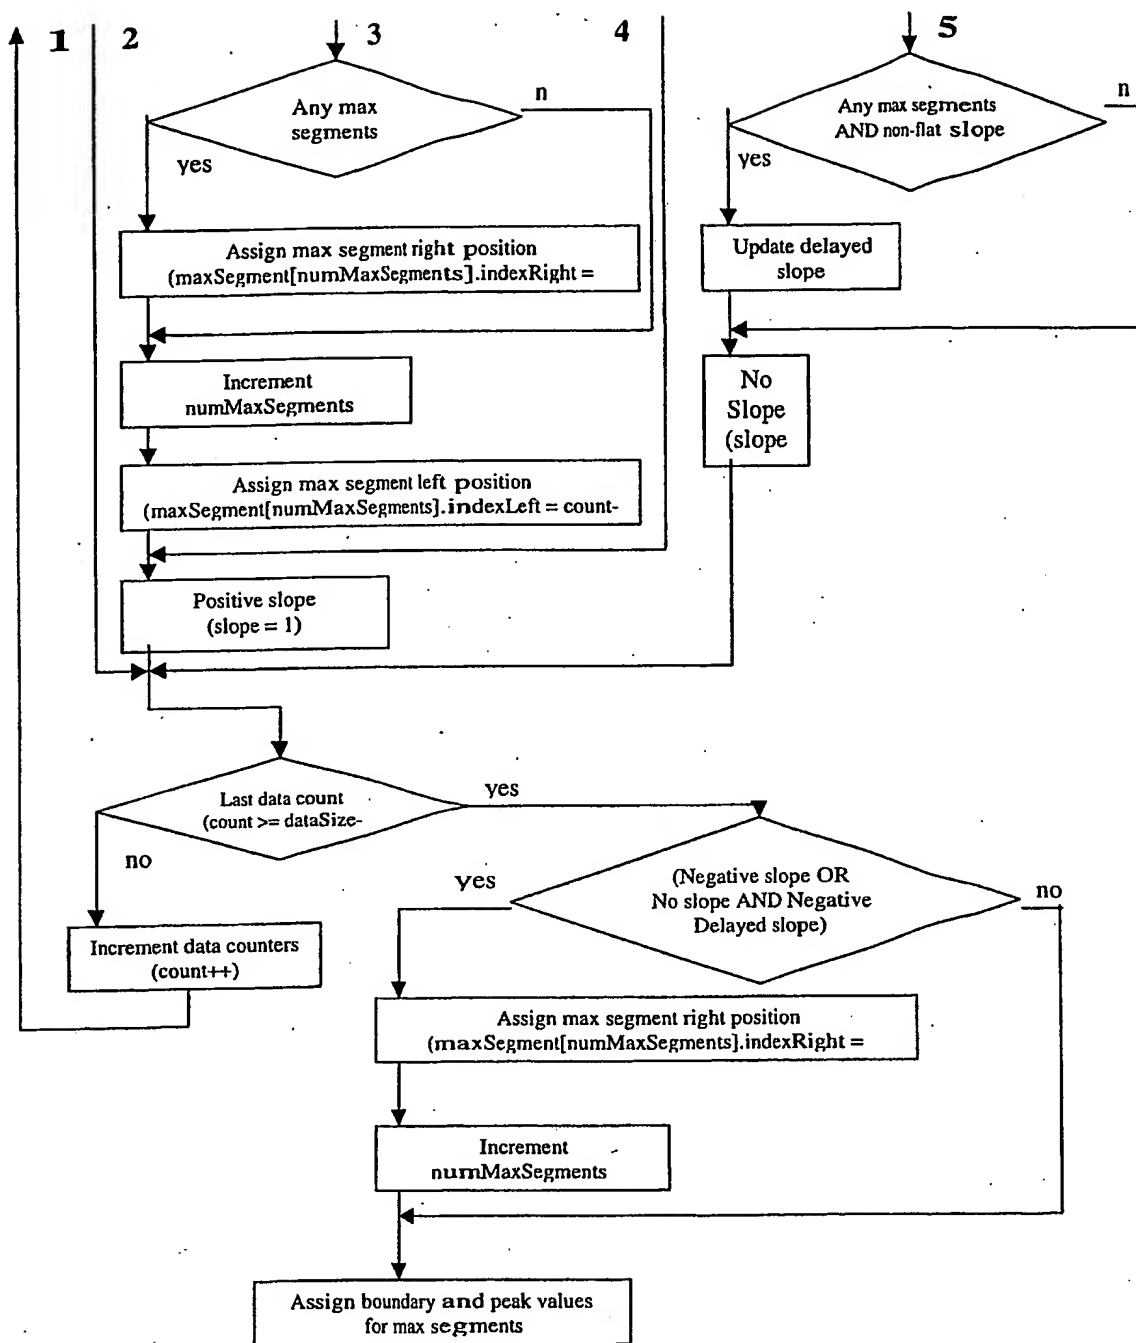 1 2 3 4 5
Any max
segments
n
yes
Any max segments
AND non-flat slope
n
yes
Assign max segment right position
(maxSegment[numMaxSegments].indexRight =
Update delayed
slope
Increment
numMaxSegments
No
Slope
(slope
Assign max segment left position
(maxSegment[numMaxSegments].indexLeft = count-
Positive slope
(slope = 1)
Last data count
(count >= dataSize-
yes
no
(Negative slope OR
No slope AND Negative
Delayed slope)
yes
no
Increment data counters
(count++)
Assign max segment right position
(maxSegment[numMaxSegments].indexRight =
Increment
numMaxSegments
Assign boundary and peak values
for max segments